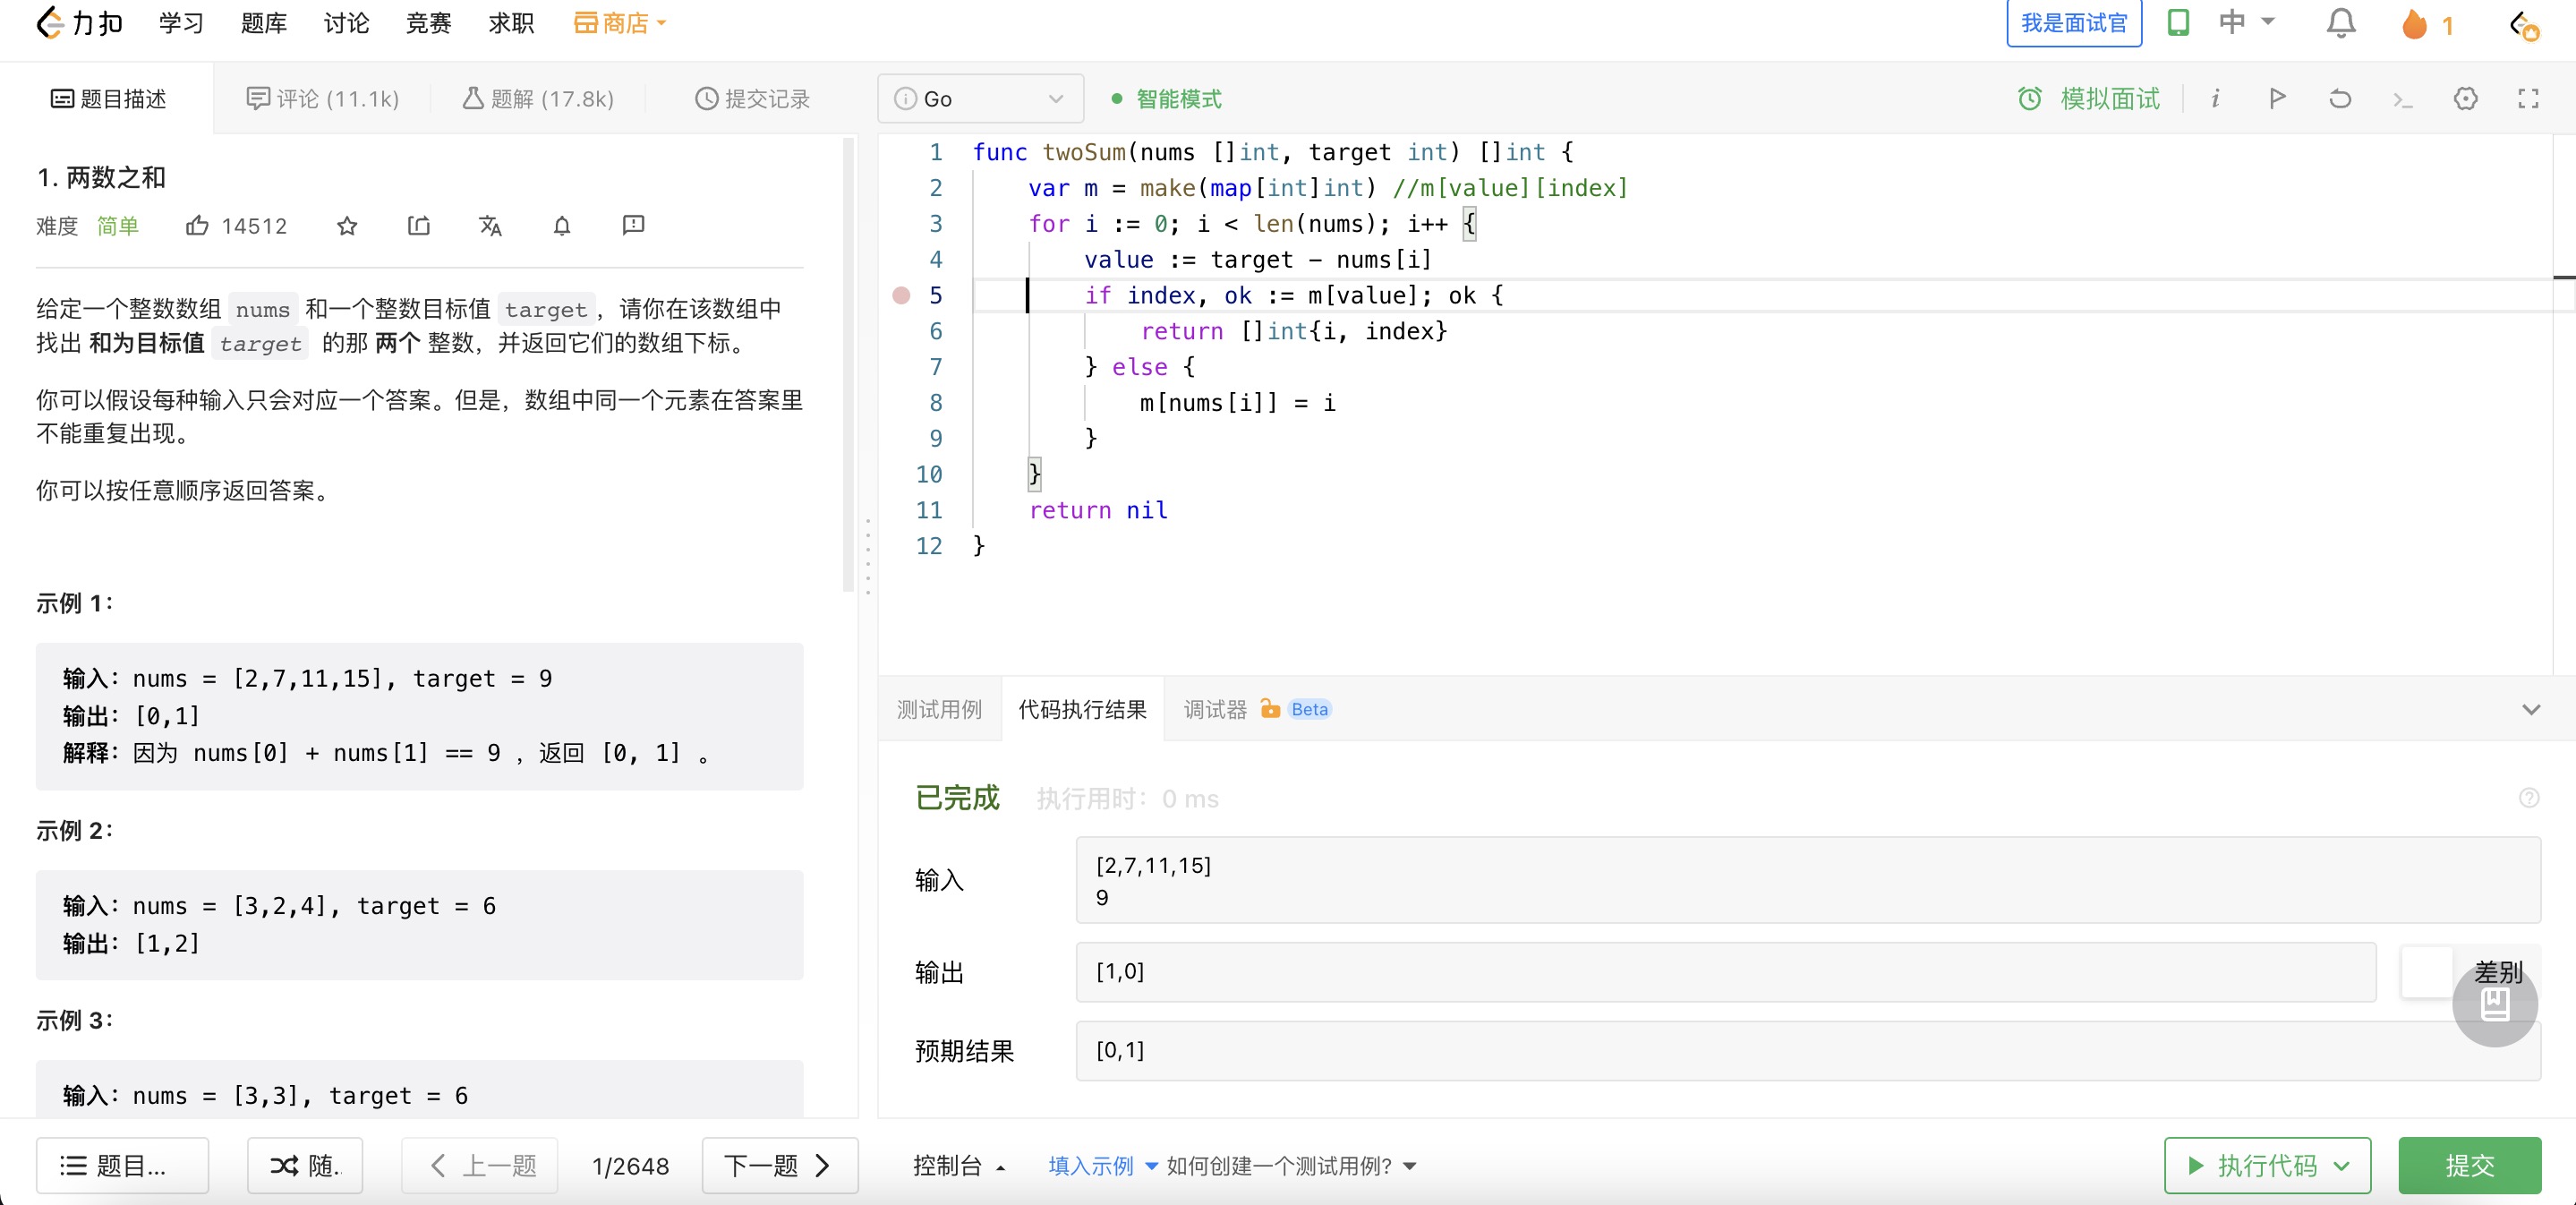 力扣 学习 题库 讨论 竞赛 求职 商店 我是面试官 中 1
题目描述 评论 (11.1k) 题解 (17.8k) 提交记录
1. 两数之和
难度 简单 14512
给定一个整数数组 nums 和一个整数目标值 target，请你在该数组中
找出 和为目标值 target 的那 两个 整数，并返回它们的数组下标。
你可以假设每种输入只会对应一个答案。但是，数组中同一个元素在答案里
不能重复出现。
你可以按任意顺序返回答案。
示例 1：
输入：nums = [2,7,11,15], target = 9
输出：[0,1]
解释：因为 nums[0] + nums[1] == 9 ，返回 [0, 1] 。
示例 2：
输入：nums = [3,2,4], target = 6
输出：[1,2]
示例 3：
输入：nums = [3,3], target = 6
题目... 随. 上一题 1/2648 下一题
Go 智能模式 模拟面试
1 func twoSum(nums []int, target int) []int {
2 var m = make(map[int]int) //m[value][index]
3 for i := 0; i < len(nums); i++ {
4 value := target - nums[i]
5 if index, ok := m[value]; ok {
6 return []int{i, index}
7 } else {
8 m[nums[i]] = i
9 }
10 }
11 return nil
12 }
测试用例 代码执行结果 调试器 Beta
已完成 执行用时：0 ms
输入
[2,7,11,15]
9
输出 [1,0] 差别
预期结果 [0,1]
控制台 填入示例 如何创建一个测试用例? 执行代码 提交